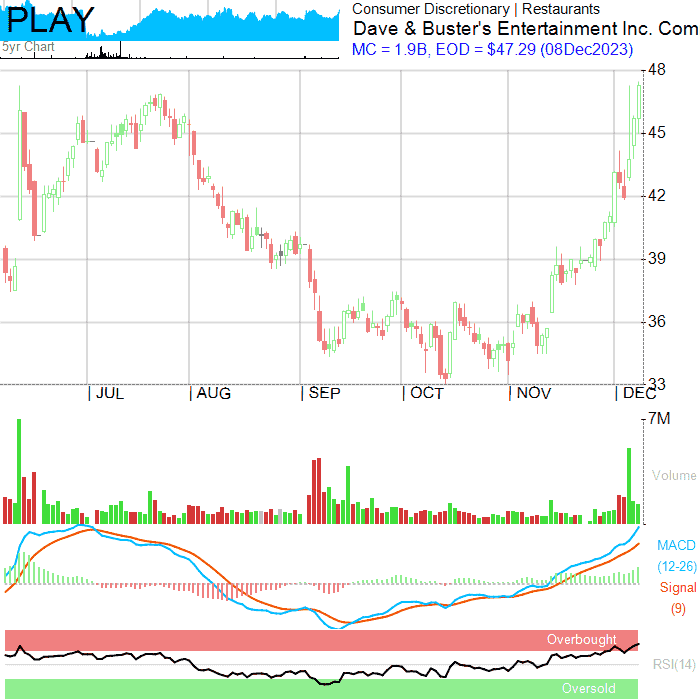 PLAY
5yr Chart
Consumer Discretionary | Restaurants
Dave & Buster's Entertainment Inc. Com
MC = 1.9B, EOD = $47.29 (08Dec2023)
48
45
42
39
36
33
| JUL | AUG | SEP | OCT | NOV | DEC
7M
Volume
MACD
(12-26)
Signal
(9)
Overbought
RSI(14)
Oversold